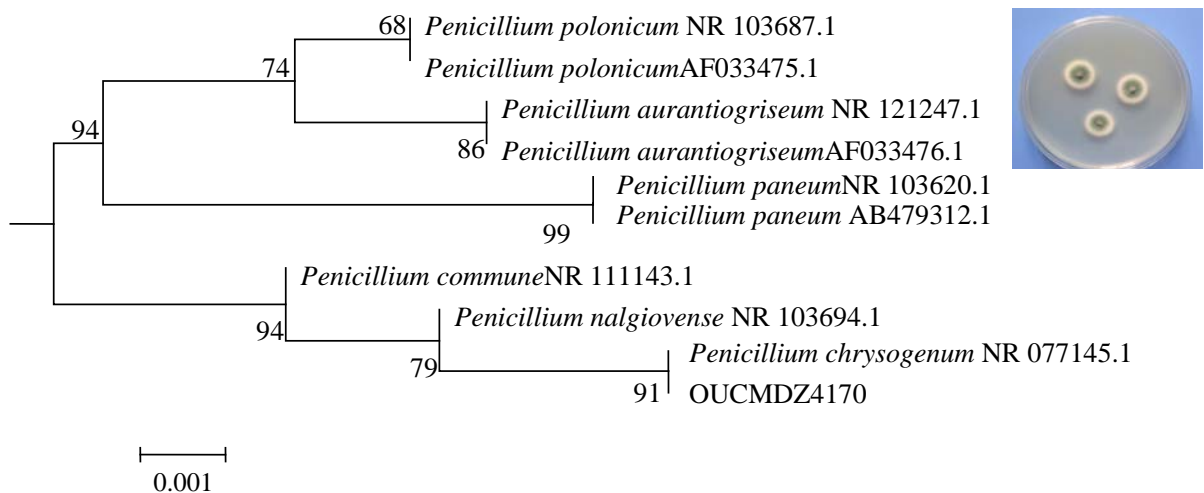 68 Penicillium polonicum NR 103687.1
Penicillium polonicumAF033475.1
74
Penicillium aurantiogriseum NR 121247.1
86 Penicillium aurantiogriseumAF033476.1
94
Penicillium paneumNR 103620.1
Penicillium paneum AB479312.1
99
Penicillium communeNR 111143.1
94
Penicillium nalgiovense NR 103694.1
79
Penicillium chrysogenum NR 077145.1
91 OUCMDZ4170
0.001